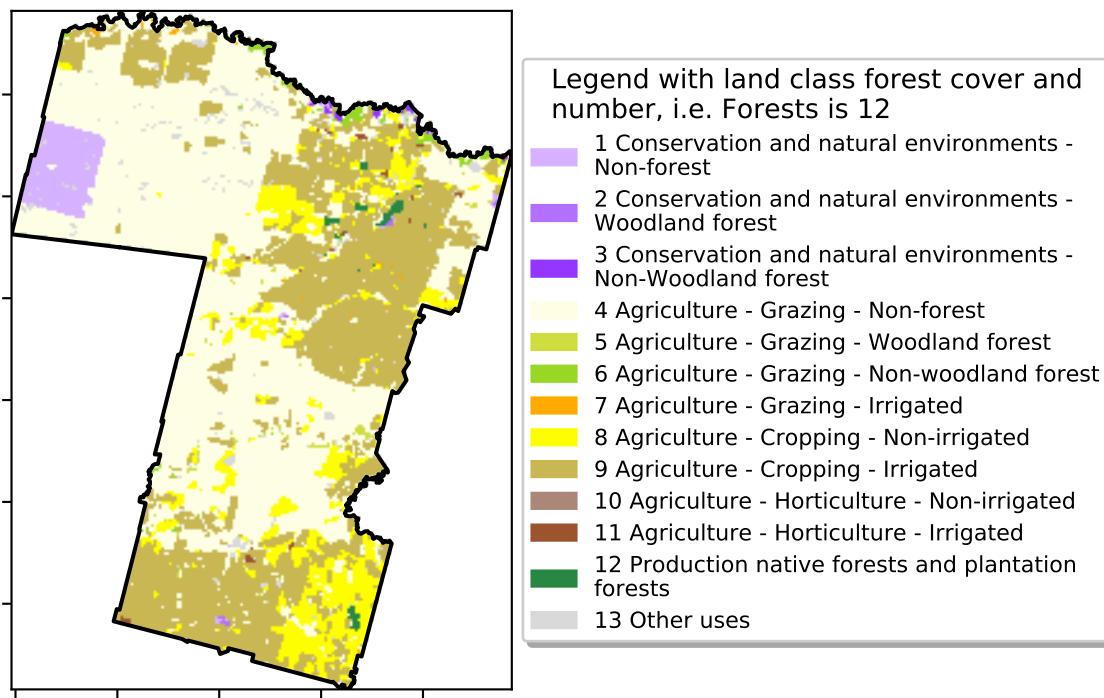 Legend with land class forest cover and
number, i.e. Forests is 12
1 Conservation and natural environments -
Non-forest
2 Conservation and natural environments -
Woodland forest
3 Conservation and natural environments -
Non-Woodland forest
4 Agriculture - Grazing - Non-forest
5 Agriculture - Grazing - Woodland forest
6 Agriculture - Grazing - Non-woodland forest
7 Agriculture - Grazing - Irrigated
8 Agriculture - Cropping - Non-irrigated
9 Agriculture - Cropping - Irrigated
10 Agriculture - Horticulture - Non-irrigated
11 Agriculture - Horticulture - Irrigated
12 Production native forests and plantation
forests
13 Other uses